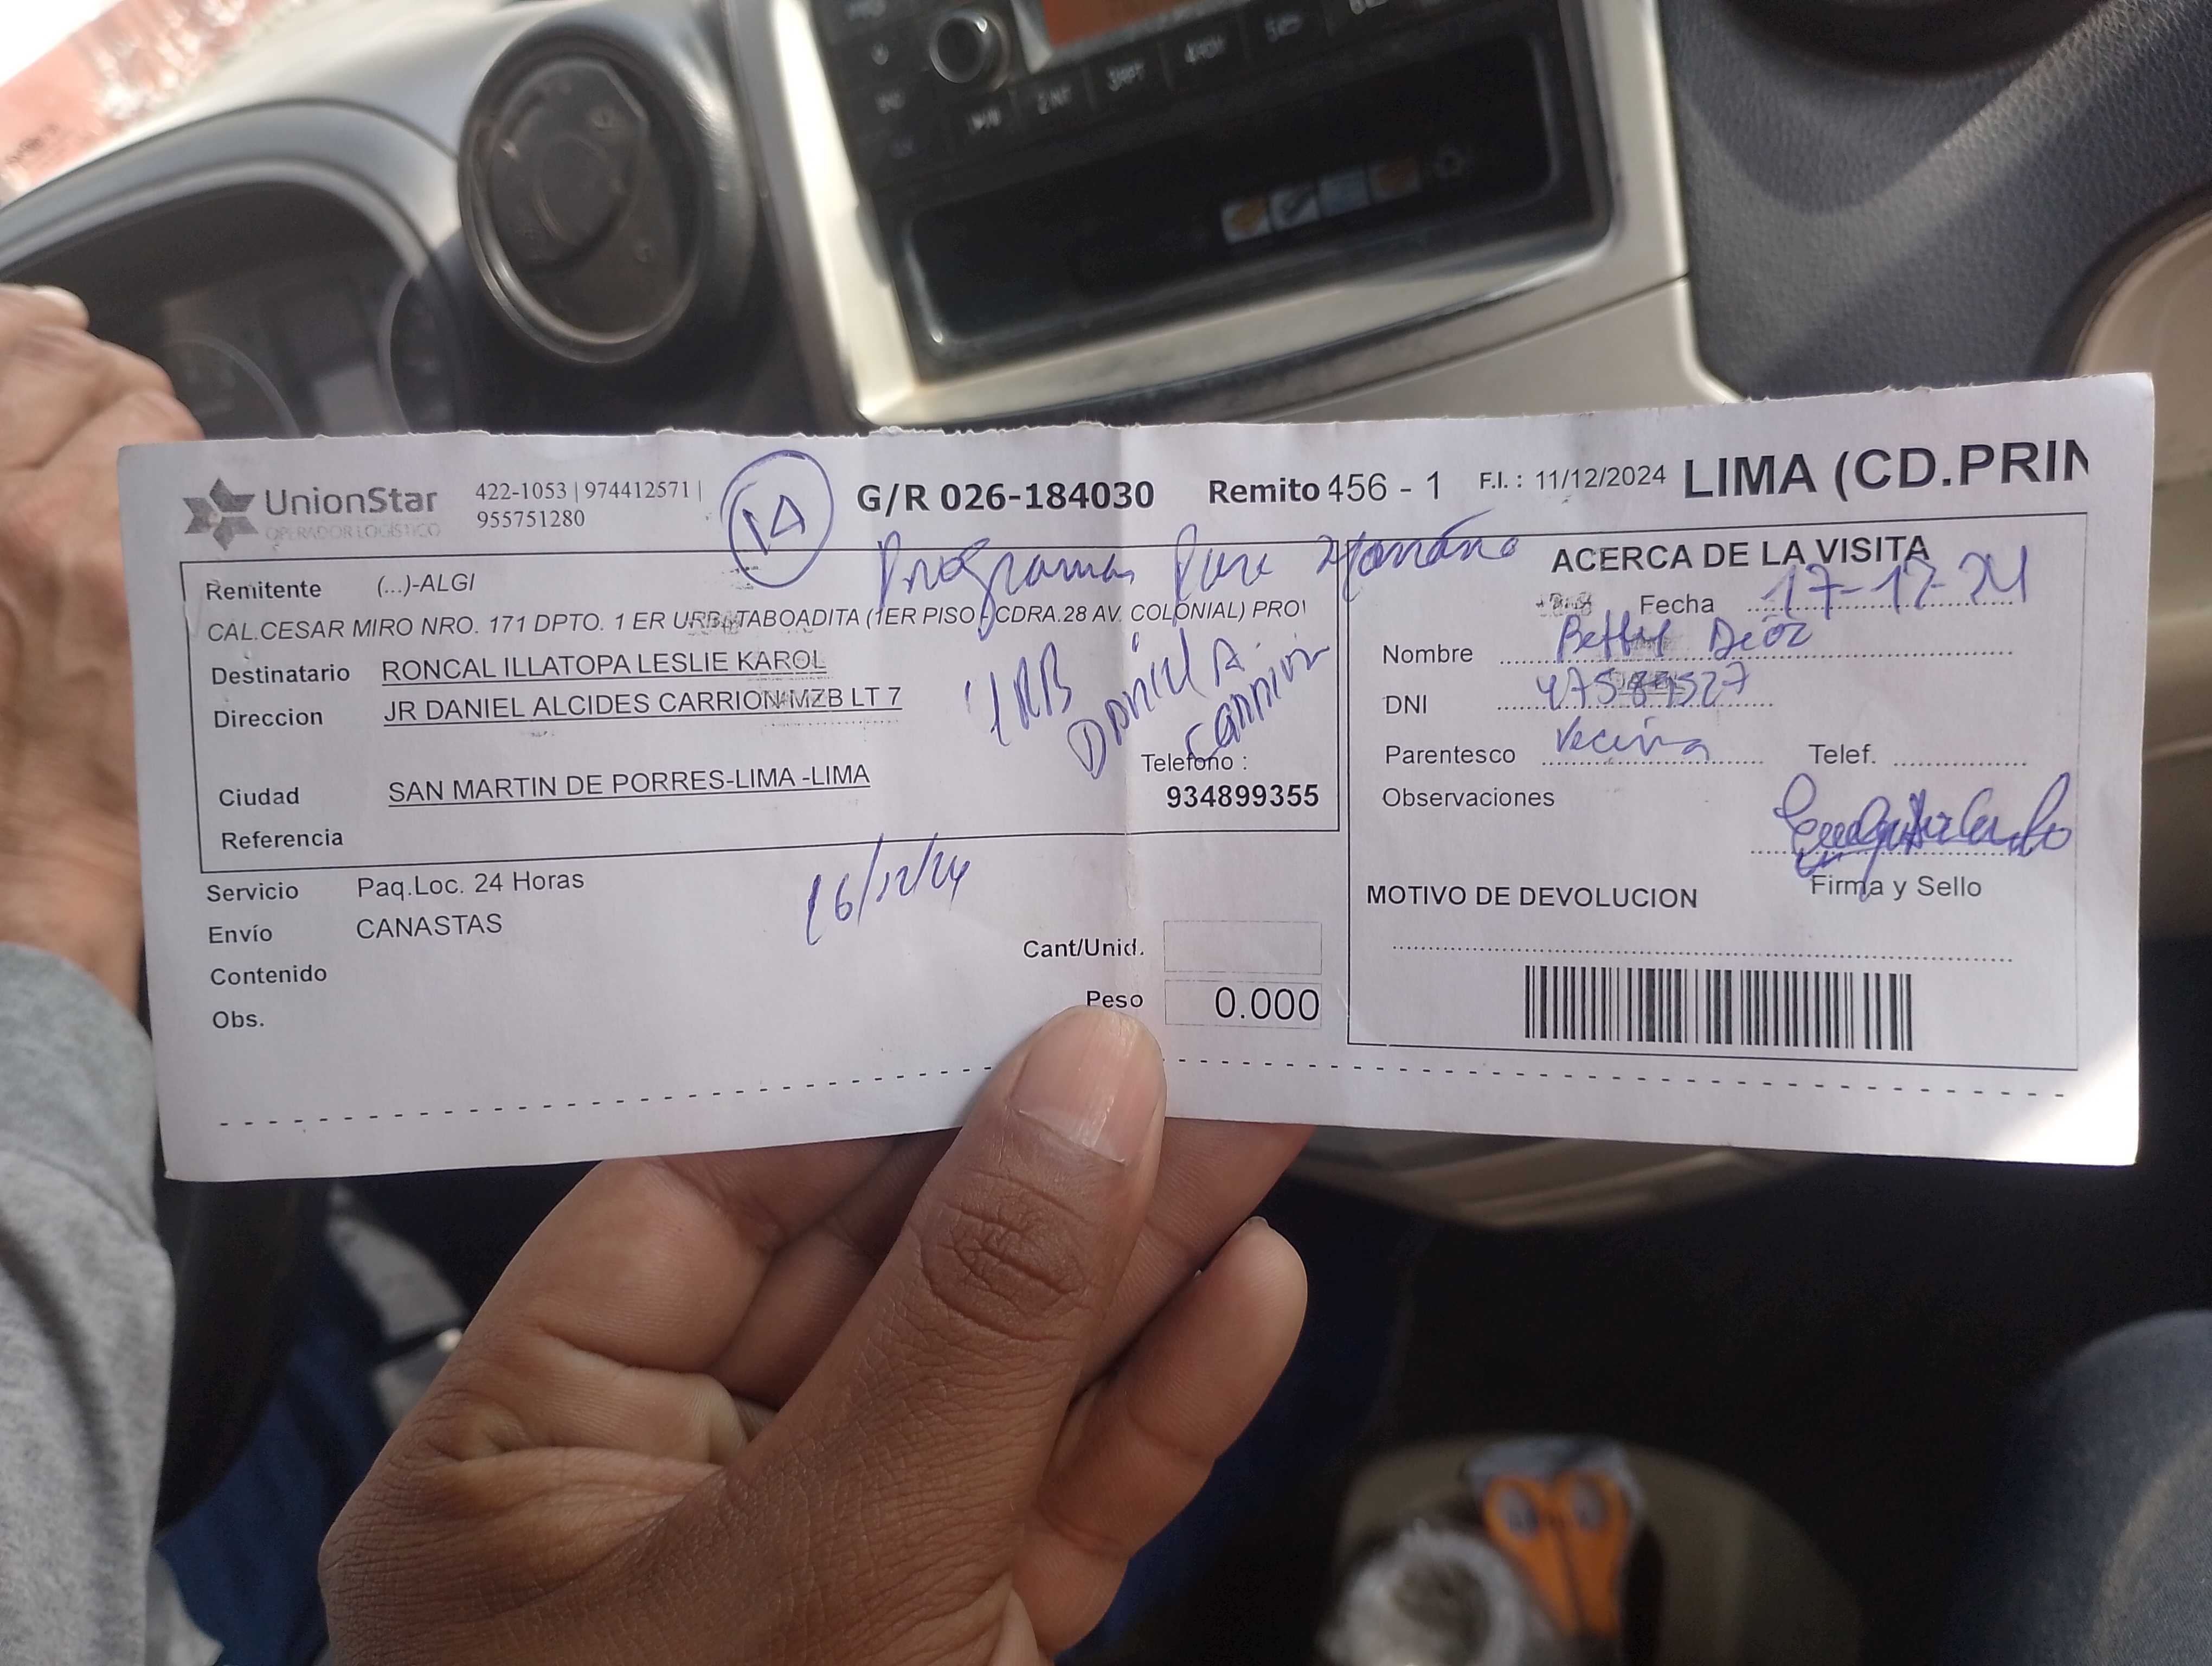 UnionStar
OPERADOR LOGÍSTICO
422-1053 | 974412571 |
955751280
14
G/R 026-184030
Remito 456 - 1
F.I. : 11/12/2024
LIMA (CD.PRIN
Programar Para Mañana
Remitente (...)-ALGI
CAL.CESAR MIRO NRO. 171 DPTO. 1 ER URB. TABOADITA (1ER PISO - CDRA.28 AV. COLONIAL) PRO
Destinatario RONCAL ILLATOPA LESLIE KAROL
Direccion JR DANIEL ALCIDES CARRION MZB LT 7
URB
Daniel A.
Carrion
Telefono :
934899355
Ciudad SAN MARTIN DE PORRES-LIMA -LIMA
Referencia
Servicio Paq.Loc. 24 Horas
Envío CANASTAS
Contenido
Obs.
16/12/24
Cant/Unid.
Peso 0.000
ACERCA DE LA VISITA
Fecha 17-12-24
Nombre Betty Deoz
DNI
Parentesco Vecina Telef.
Observaciones
Firma y Sello
MOTIVO DE DEVOLUCION